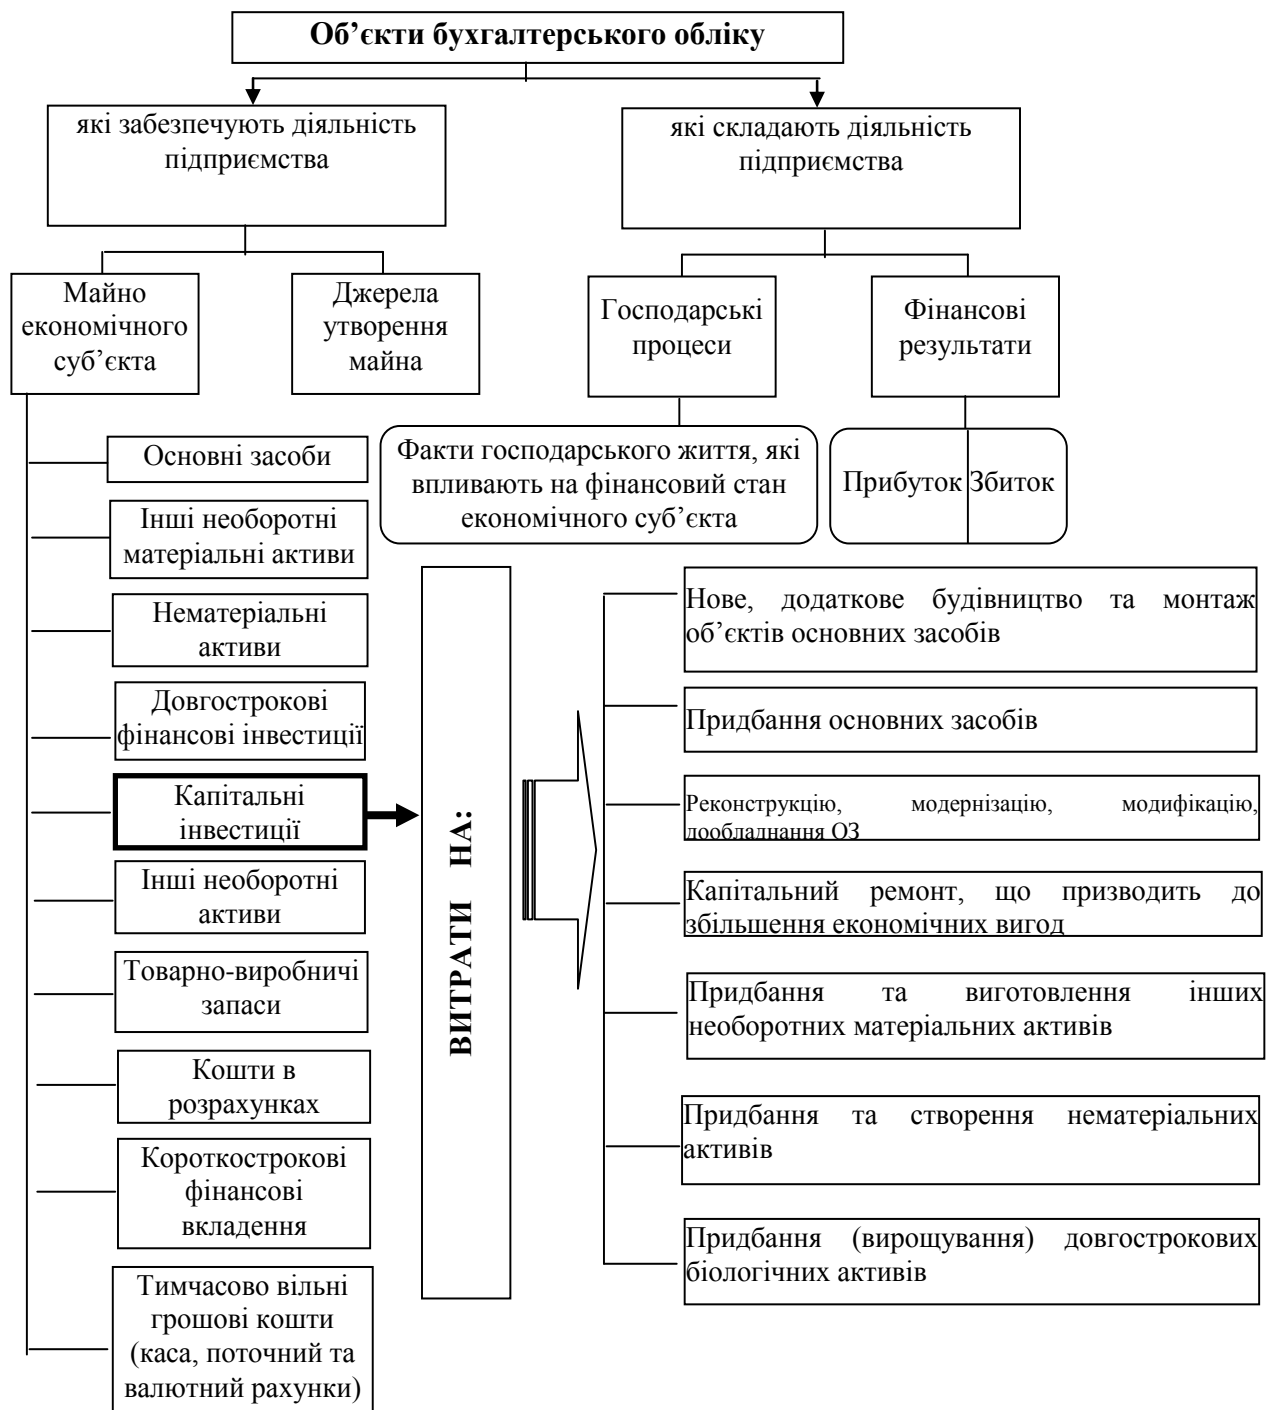 Об’єкти бухгалтерського обліку
які забезпечують діяльність
підприємства
які складають діяльність
підприємства
Майно
економічного
суб’єкта
Джерела
утворення
майна
Господарські
процеси
Фінансові
результати
Факти господарського життя, які
впливають на фінансовий стан
економічного суб’єкта
Прибуток Збиток
Основні засоби
Інші необоротні
матеріальні активи
Нематеріальні
активи
Довгострокові
фінансові інвестиції
Капітальні
інвестиції
Інші необоротні
активи
Товарно-виробничі
запаси
Кошти в
розрахунках
Короткострокові
фінансові
вкладення
Тимчасово вільні
грошові кошти
(каса, поточний та
валютний рахунки)
ВИТРАТИ НА:
Нове, додаткове будівництво та монтаж
об’єктів основних засобів
Придбання основних засобів
Реконструкцію, модернізацію, модифікацію,
дообладнання ОЗ
Капітальний ремонт, що призводить до
збільшення економічних вигод
Придбання та виготовлення інших
необоротних матеріальних активів
Придбання та створення нематеріальних
активів
Придбання (вирощування) довгострокових
біологічних активів